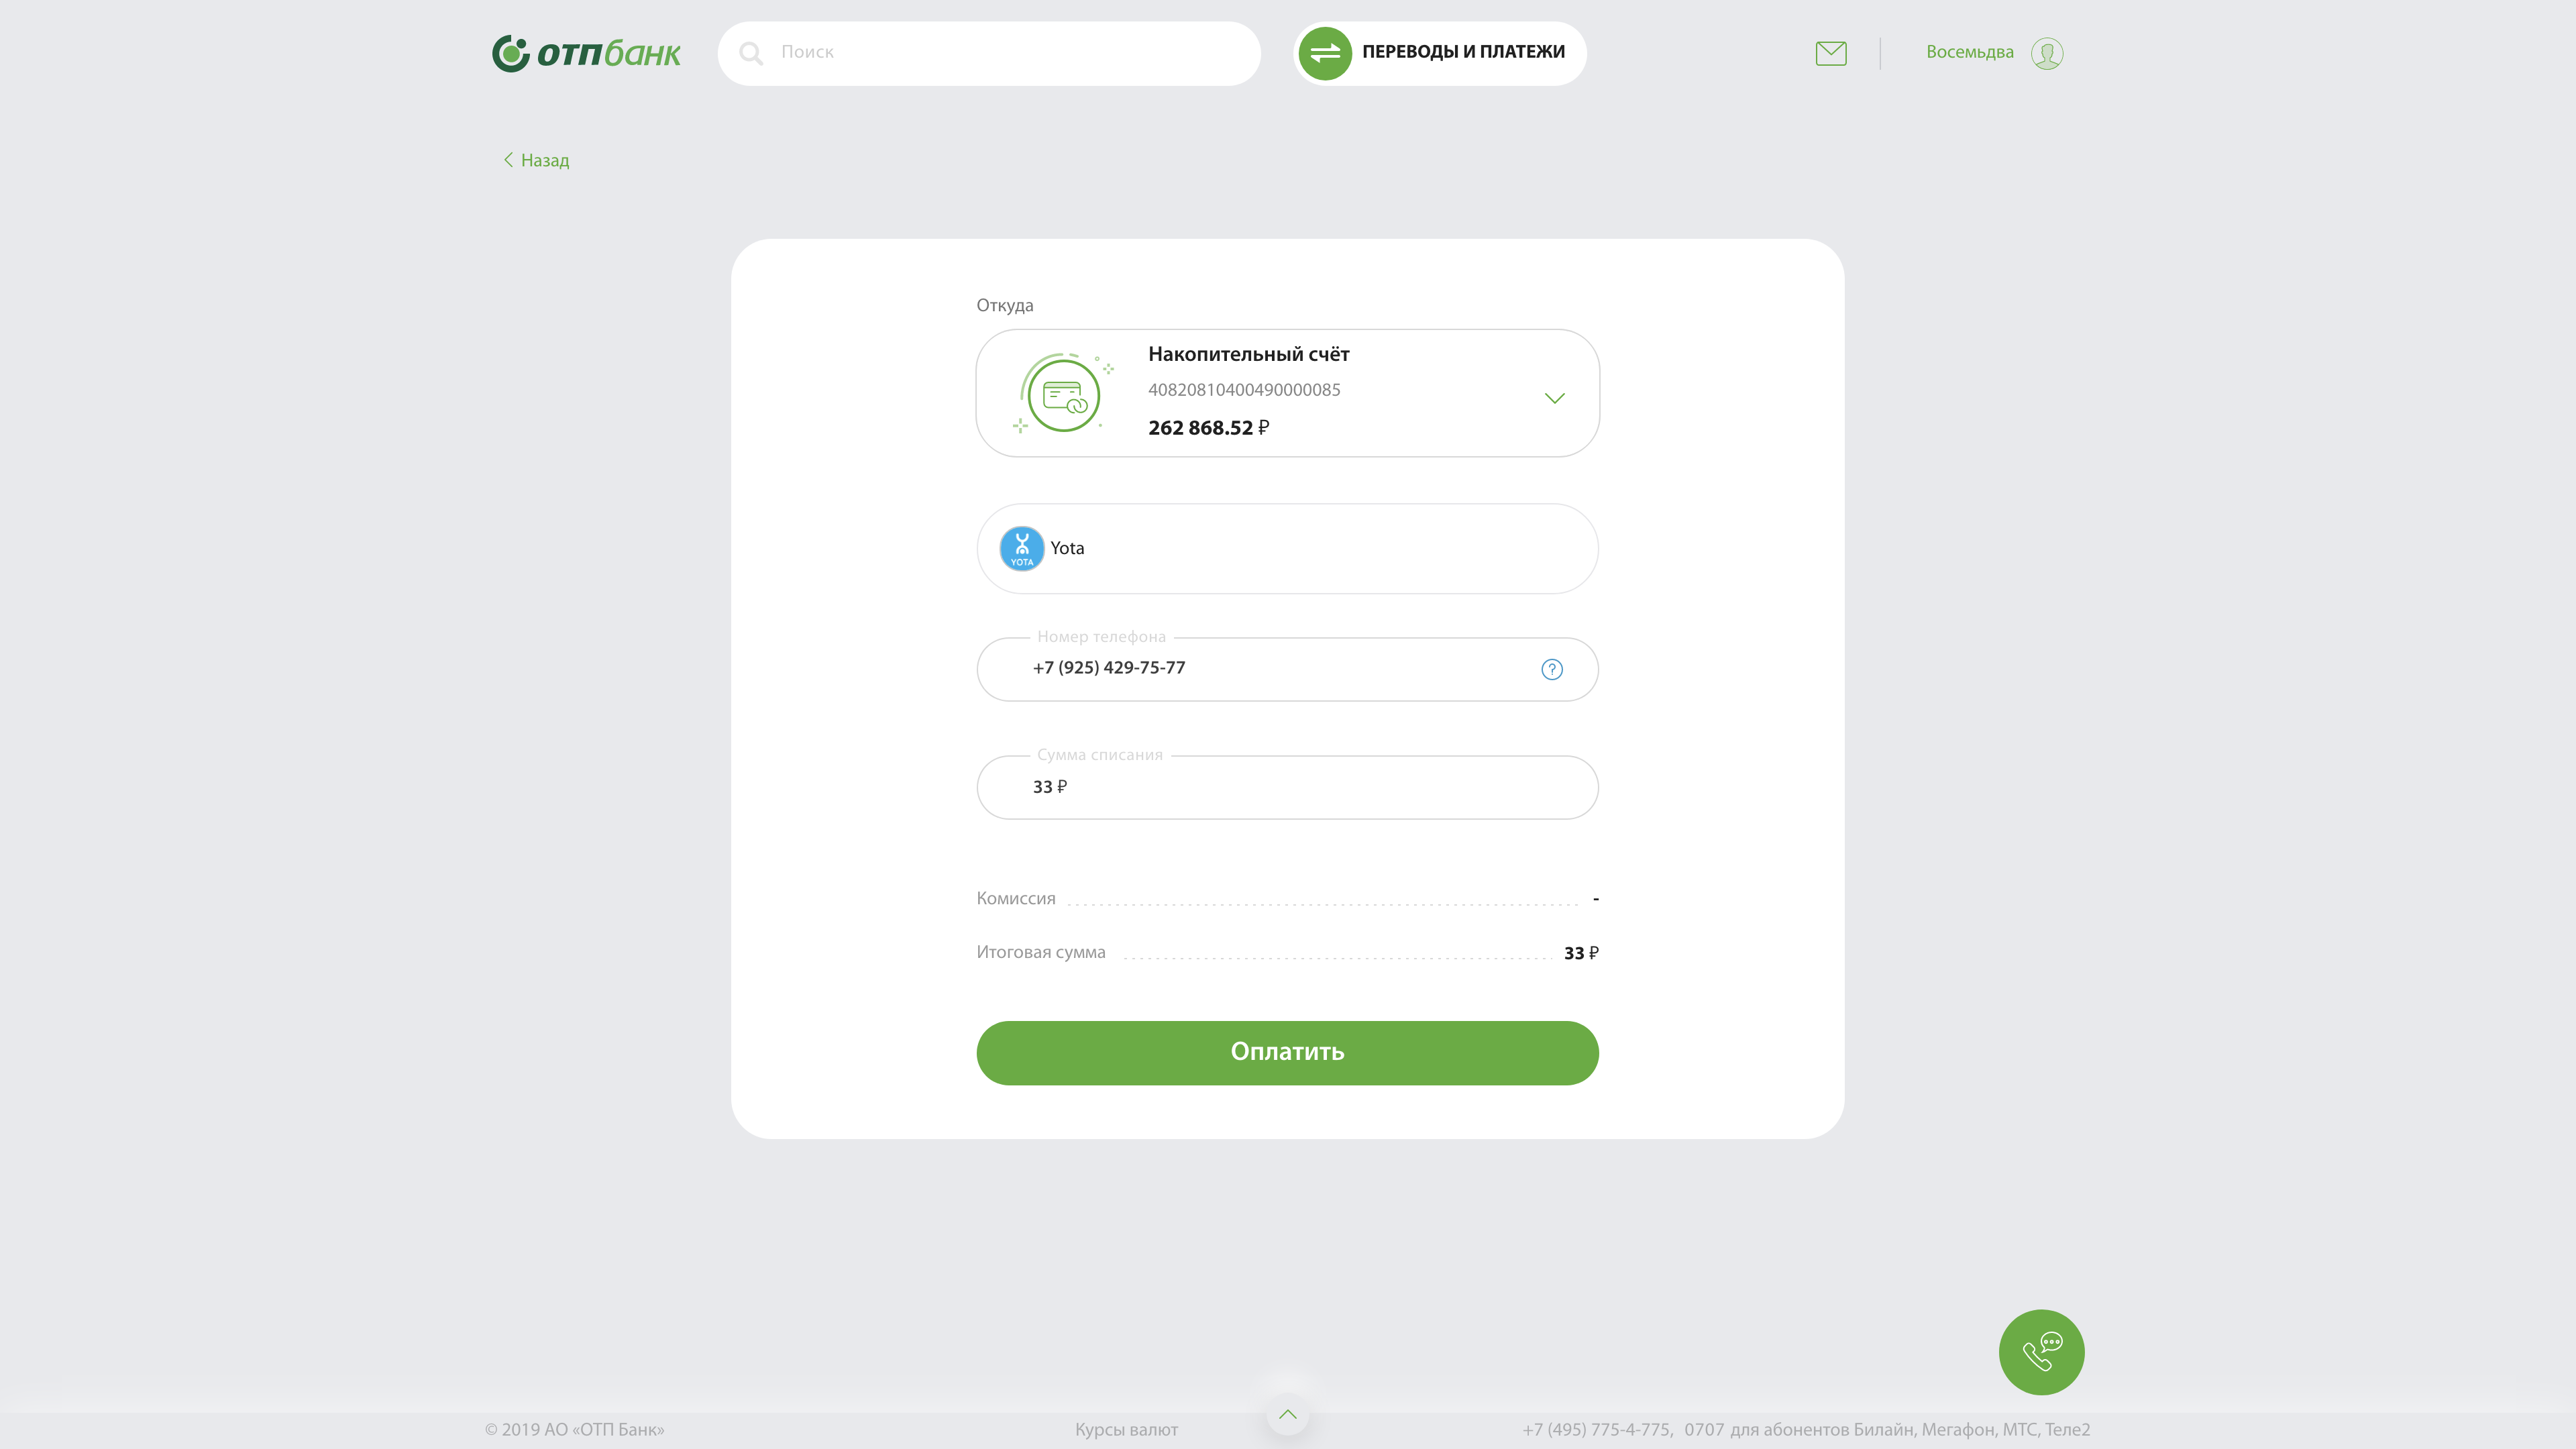 отпбанк
Поиск
ПЕРЕВОДЫ И ПЛАТЕЖИ
Восемьдва
Назад
Откуда
Накопительный счёт
40820810400490000085
262 868.52 ₽
YOTA
Yota
Номер телефона
+7 (925) 429-75-77
?
Сумма списания
33 ₽
Комиссия -
Итоговая сумма 33 ₽
Оплатить
© 2019 АО «ОТП Банк»
Курсы валют
+7 (495) 775-4-775, 0707 для абонентов Билайн, Мегафон, МТС, Теле2